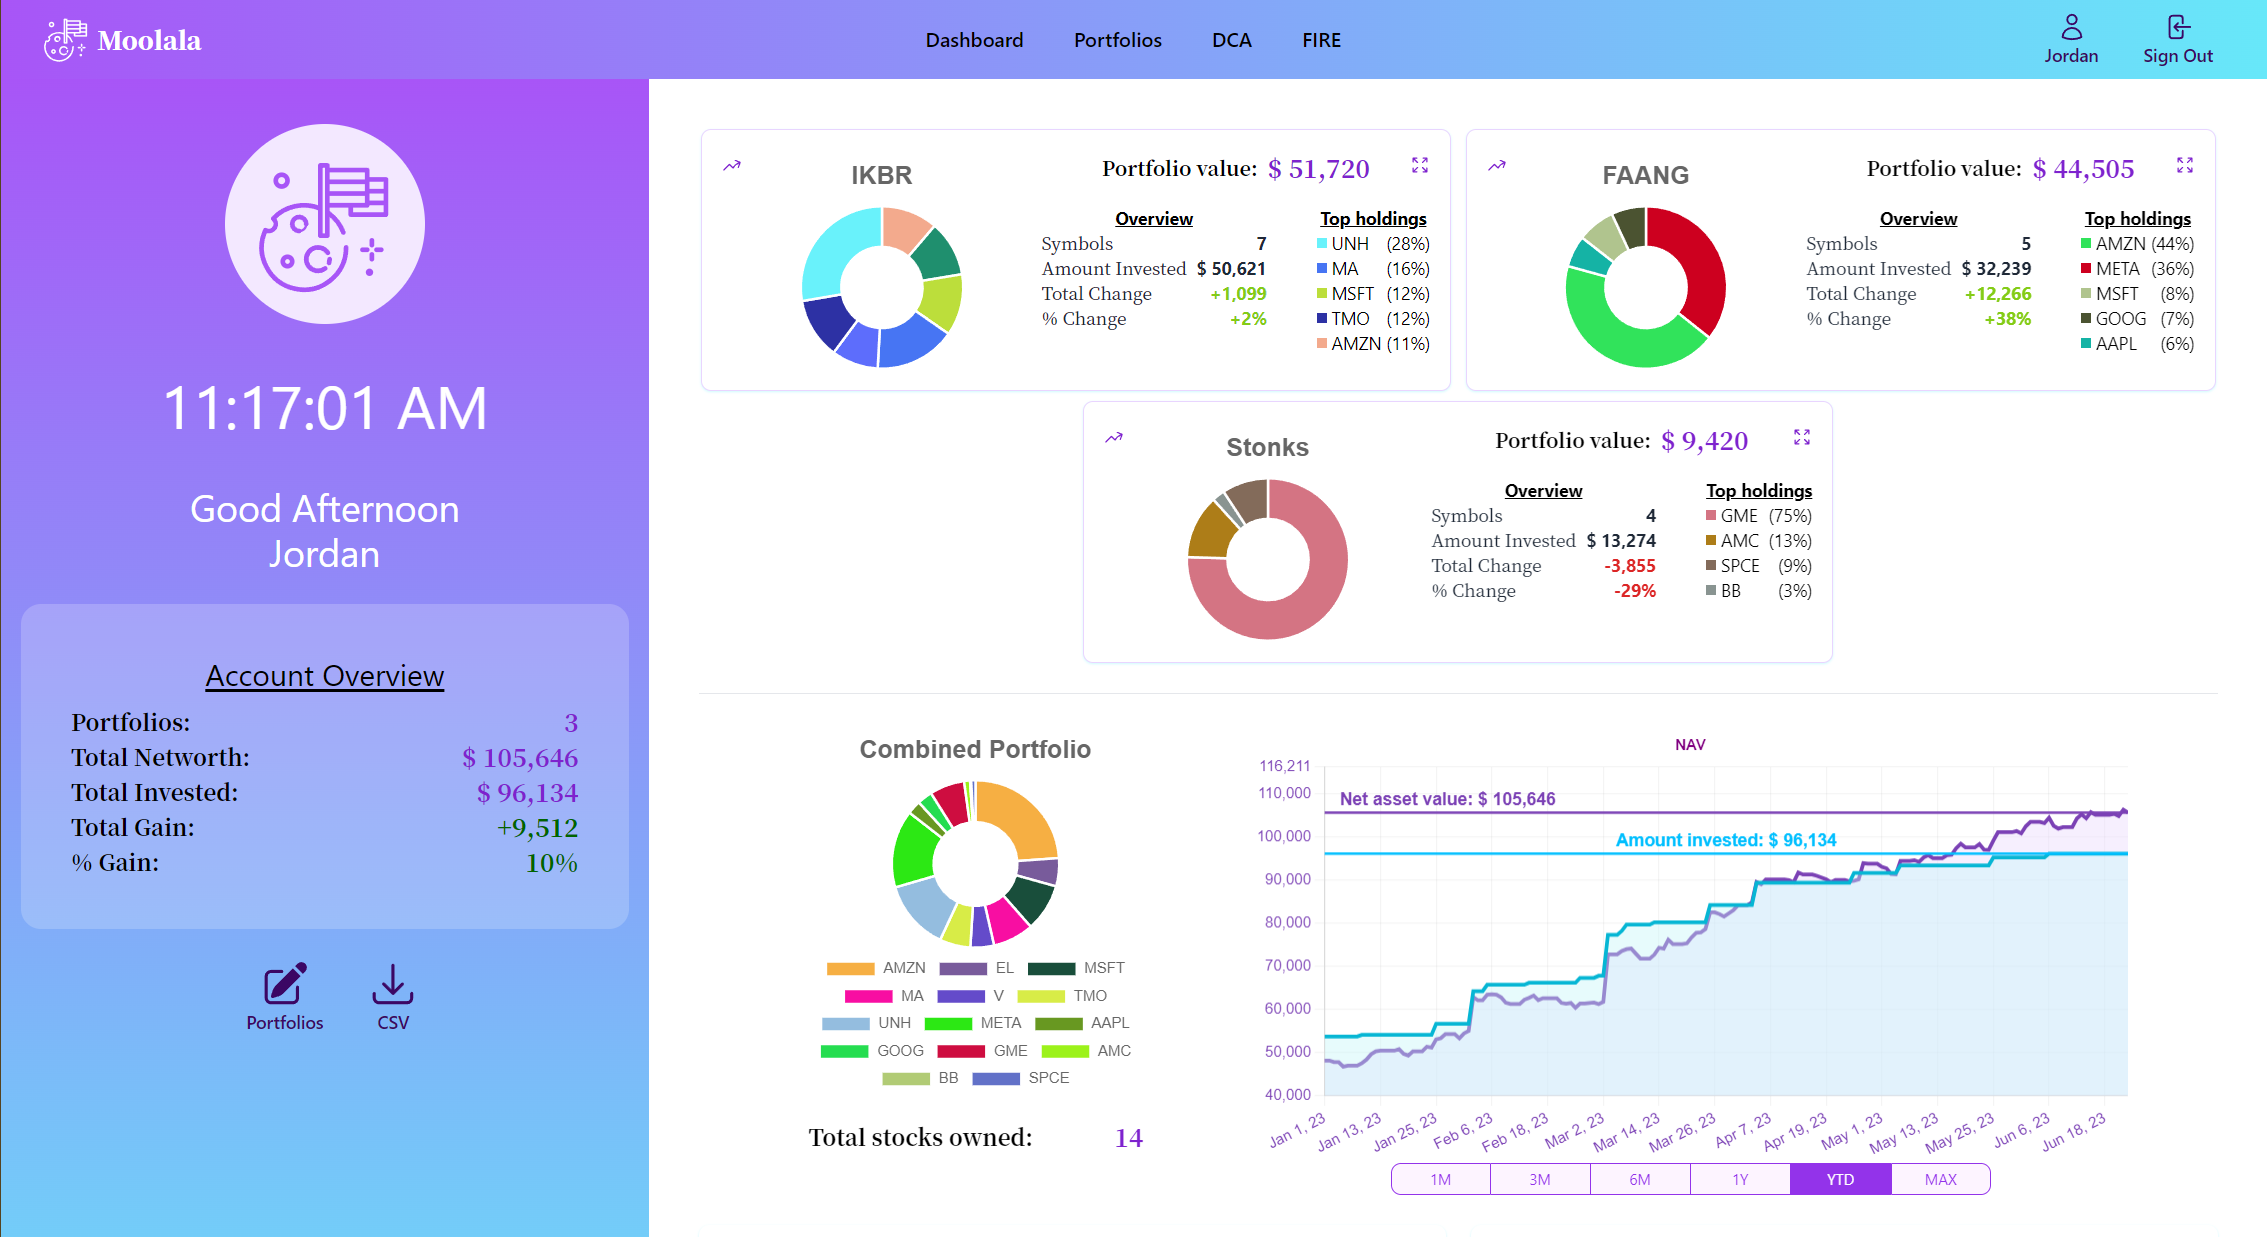 Moolala
Dashboard Portfolios DCA FIRE
Jordan Sign Out
11:17:01 AM
Good Afternoon
Jordan
Account Overview
Portfolios: 3
Total Networth: $ 105,646
Total Invested: $ 96,134
Total Gain: +9,512
% Gain: 10%
Portfolios CSV
IKBR
Portfolio value: $ 51,720
Overview
Symbols 7
Amount Invested $ 50,621
Total Change +1,099
% Change +2%
Top holdings
UNH (28%)
MA (16%)
MSFT (12%)
TMO (12%)
AMZN (11%)
FAANG
Portfolio value: $ 44,505
Overview
Symbols 5
Amount Invested $ 32,239
Total Change +12,266
% Change +38%
Top holdings
AMZN (44%)
META (36%)
MSFT (8%)
GOOG (7%)
AAPL (6%)
Stonks
Portfolio value: $ 9,420
Overview
Symbols 4
Amount Invested $ 13,274
Total Change -3,855
% Change -29%
Top holdings
GME (75%)
AMC (13%)
SPCE (9%)
BB (3%)
Combined Portfolio
AMZN EL MSFT
MA V TMO
UNH META AAPL
GOOG GME AMC
BB SPCE
Total stocks owned: 14
NAV
116,211
110,000
100,000
90,000
80,000
70,000
60,000
50,000
40,000
Net asset value: $ 105,646
Amount invested: $ 96,134
Jan 1, 23 Jan 13, 23 Jan 25, 23 Feb 6, 23 Feb 18, 23 Mar 2, 23 Mar 14, 23 Mar 26, 23 Apr 7, 23 Apr 19, 23 May 1, 23 May 13, 23 May 25, 23 Jun 6, 23 Jun 18, 23
1M 3M 6M 1Y YTD MAX